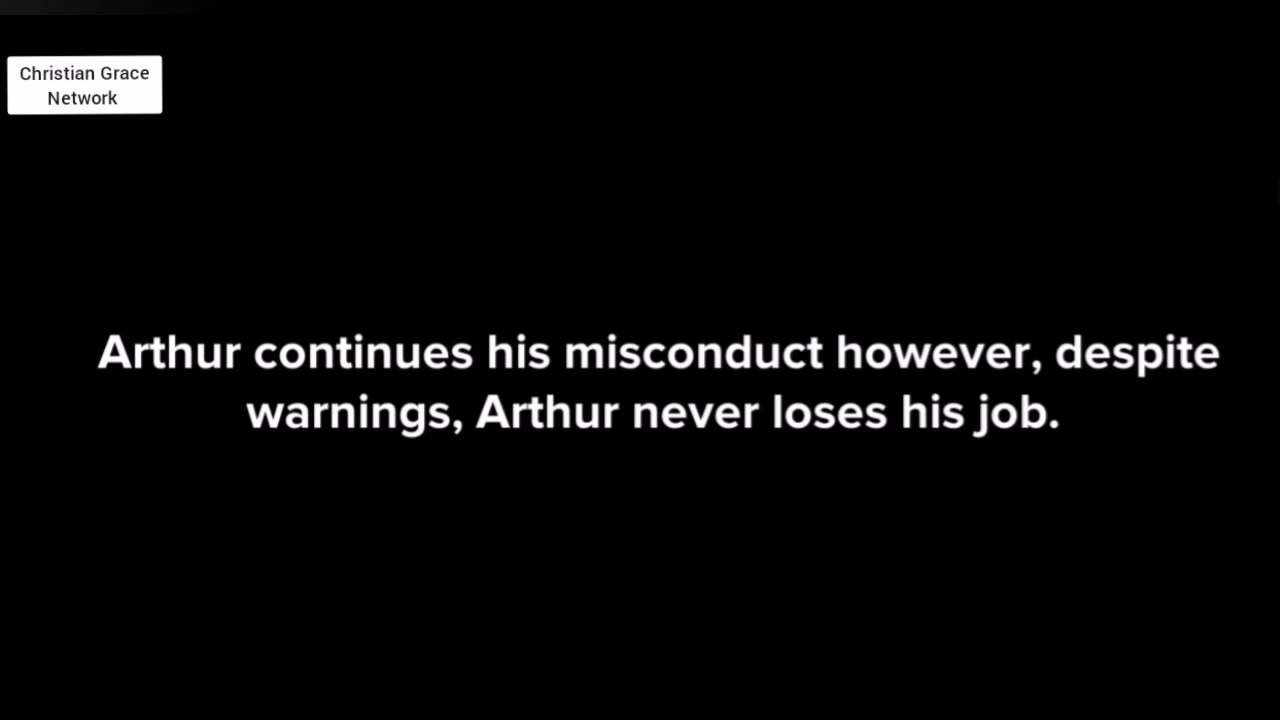 Christian Grace
Network
Arthur continues his misconduct however, despite
warnings, Arthur never loses his job.